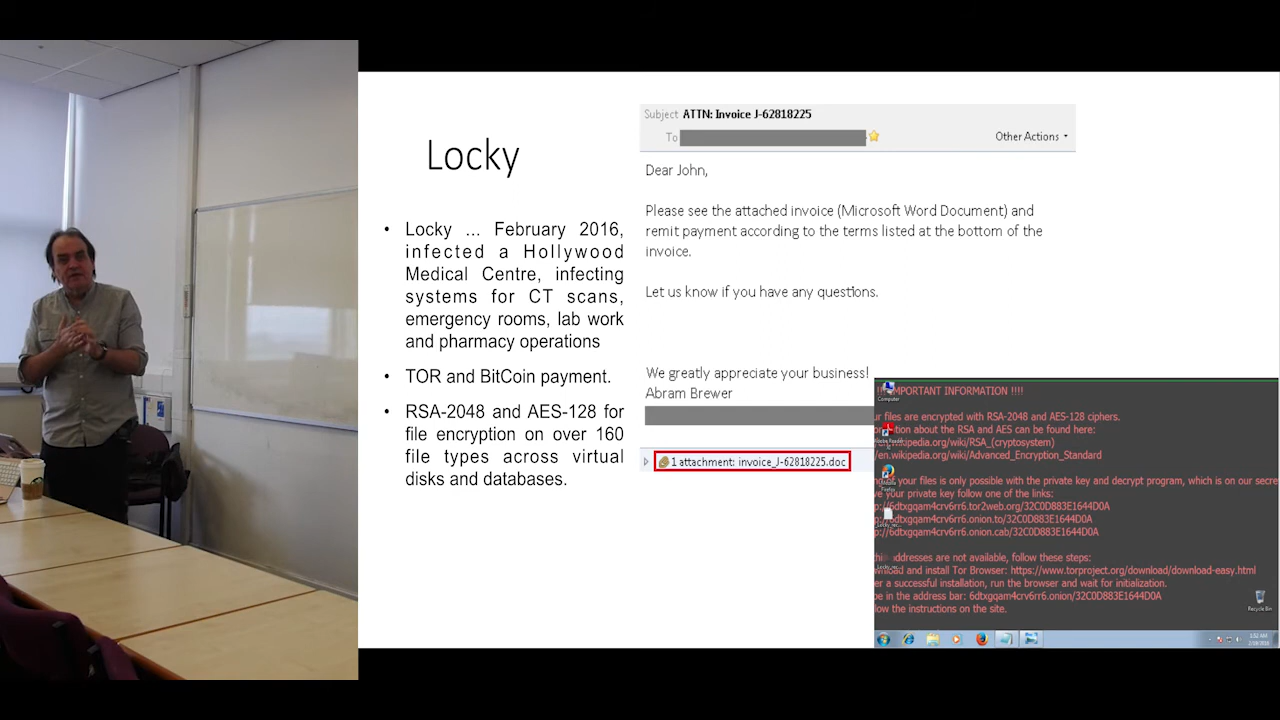 Locky
• Locky ... February 2016,
infected a Hollywood
Medical Centre, infecting
systems for CT scans,
emergency rooms, lab work
and pharmacy operations
• TOR and BitCoin payment.
• RSA-2048 and AES-128 for
file encryption on over 160
file types across virtual
disks and databases.
Subject ATTN: Invoice J-62818225
To
Other Actions
Dear John,
Please see the attached invoice (Microsoft Word Document) and
remit payment according to the terms listed at the bottom of the
invoice.
Let us know if you have any questions.
We greatly appreciate your business!
Abram Brewer
1 attachment: invoice_J-62818225.doc
IMPORTANT INFORMATION !!!!
files are encrypted with RSA-2048 and AES-128 ciphers.
about the RSA and AES can be found here:
.wikipedia.org/wiki/RSA_(cryptosystem)
/en.wikipedia.org/wiki/Advanced_Encryption_Standard
your files is only possible with the private key and decrypt program, which is on our secre
your private key follow one of the links:
//6dtxgqam4crv6rr6.tor2web.org/32C0D883E1644D0A
6dtxgqam4crv6rr6.onion.to/32C0D883E1644D0A
//6dtxgqam4crv6rr6.onion.cab/32C0D883E1644D0A
addresses are not available, follow these steps:
and install Tor Browser: https://www.torproject.org/download/download-easy.html
a successful installation, run the browser and wait for initialization.
in the address bar: 6dtxgqam4crv6rr6.onion/32C0D883E1644D0A
the instructions on the site.
Computer
Firefox
Recycle Bin
1:32 AM